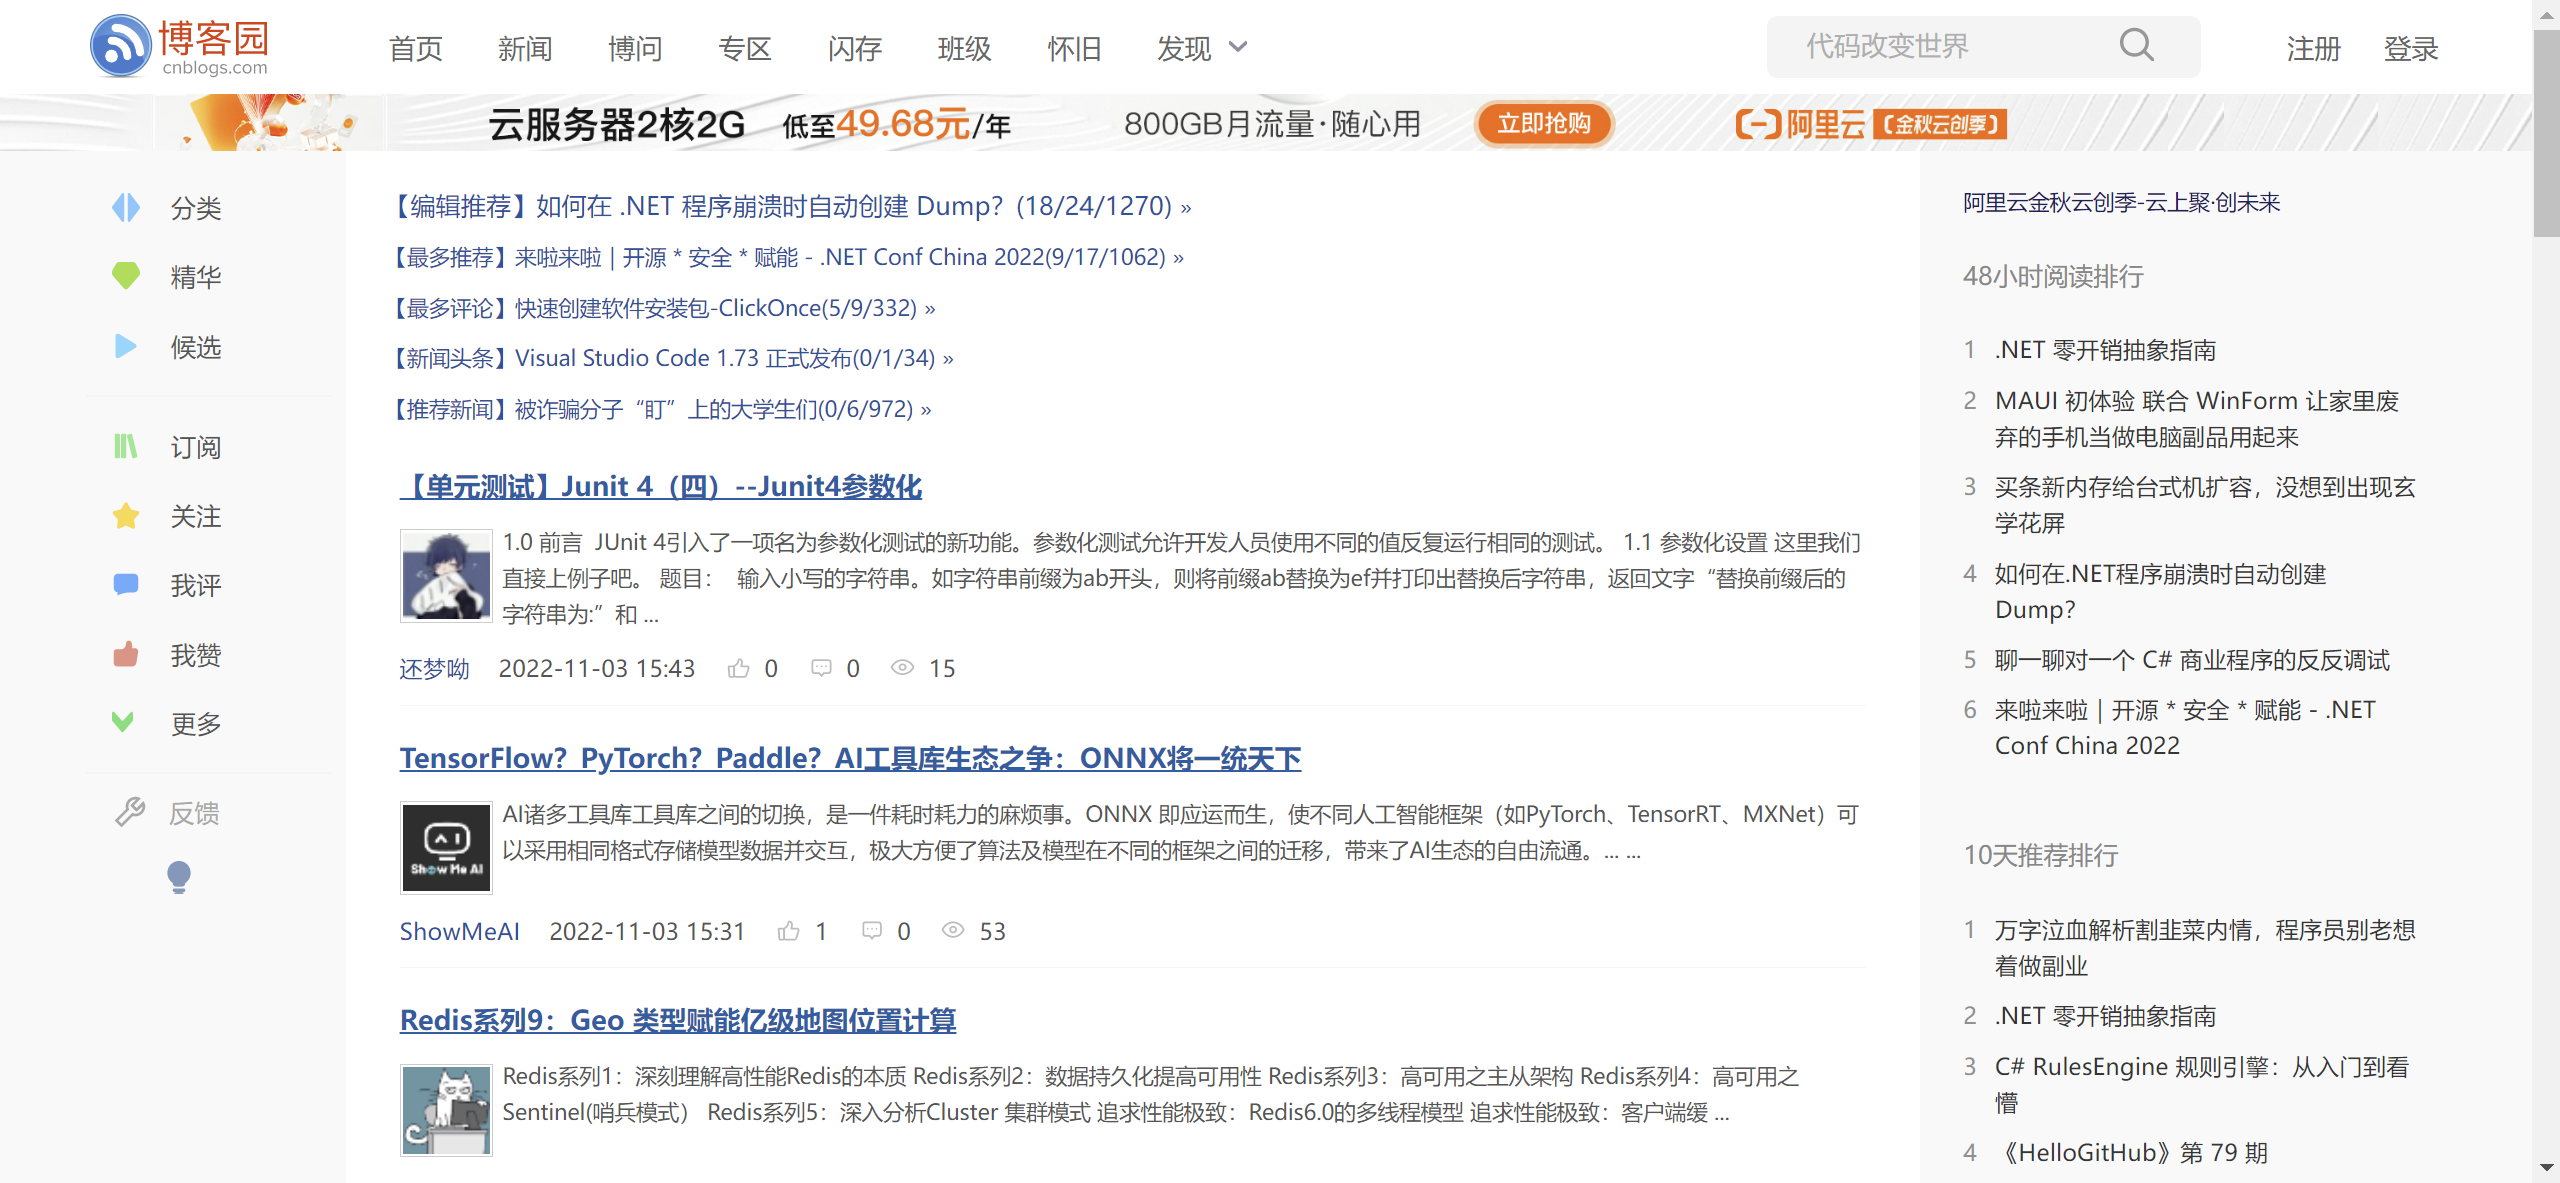 博客园
cnblogs.com
首页 新闻 博问 专区 闪存 班级 怀旧 发现
代码改变世界
注册 登录
云服务器2核2G 低至49.68元/年 800GB月流量·随心用 立即抢购 阿里云 【金秋云创季】
分类
精华
候选
订阅
关注
我评
我赞
更多
反馈
【编辑推荐】如何在 .NET 程序崩溃时自动创建 Dump？(18/24/1270) »
【最多推荐】来啦来啦 | 开源 * 安全 * 赋能 - .NET Conf China 2022(9/17/1062) »
【最多评论】快速创建软件安装包-ClickOnce(5/9/332) »
【新闻头条】Visual Studio Code 1.73 正式发布(0/1/34) »
【推荐新闻】被诈骗分子“盯”上的大学生们(0/6/972) »
【单元测试】Junit 4（四）--Junit4参数化
1.0 前言 JUnit 4引入了一项名为参数化测试的新功能。参数化测试允许开发人员使用不同的值反复运行相同的测试。 1.1 参数化设置 这里我们
直接上例子吧。 题目： 输入小写的字符串。如字符串前缀为ab开头，则将前缀ab替换为ef并打印出替换后字符串，返回文字“替换前缀后的
字符串为:”和 ...
还梦呦 2022-11-03 15:43 0 0 15
TensorFlow？PyTorch？Paddle？AI工具库生态之争：ONNX将一统天下
AI诸多工具库工具库之间的切换，是一件耗时耗力的麻烦事。ONNX 即应运而生，使不同人工智能框架（如PyTorch、TensorRT、MXNet）可
以采用相同格式存储模型数据并交互，极大方便了算法及模型在不同的框架之间的迁移，带来了AI生态的自由流通。... ...
AI
Show Me AI
ShowMeAI 2022-11-03 15:31 1 0 53
Redis系列9：Geo 类型赋能亿级地图位置计算
Redis系列1：深刻理解高性能Redis的本质 Redis系列2：数据持久化提高可用性 Redis系列3：高可用之主从架构 Redis系列4：高可用之
Sentinel(哨兵模式） Redis系列5：深入分析Cluster 集群模式 追求性能极致：Redis6.0的多线程模型 追求性能极致：客户端缓 ...
阿里云金秋云创季-云上聚·创未来
48小时阅读排行
1 .NET 零开销抽象指南
2 MAUI 初体验 联合 WinForm 让家里废
弃的手机当做电脑副品用起来
3 买条新内存给台式机扩容，没想到出现玄
学花屏
4 如何在.NET程序崩溃时自动创建
Dump？
5 聊一聊对一个 C# 商业程序的反反调试
6 来啦来啦 | 开源 * 安全 * 赋能 - .NET
Conf China 2022
10天推荐排行
1 万字泣血解析割韭菜内情，程序员别老想
着做副业
2 .NET 零开销抽象指南
3 C# RulesEngine 规则引擎：从入门到看
懵
4 《HelloGitHub》第 79 期